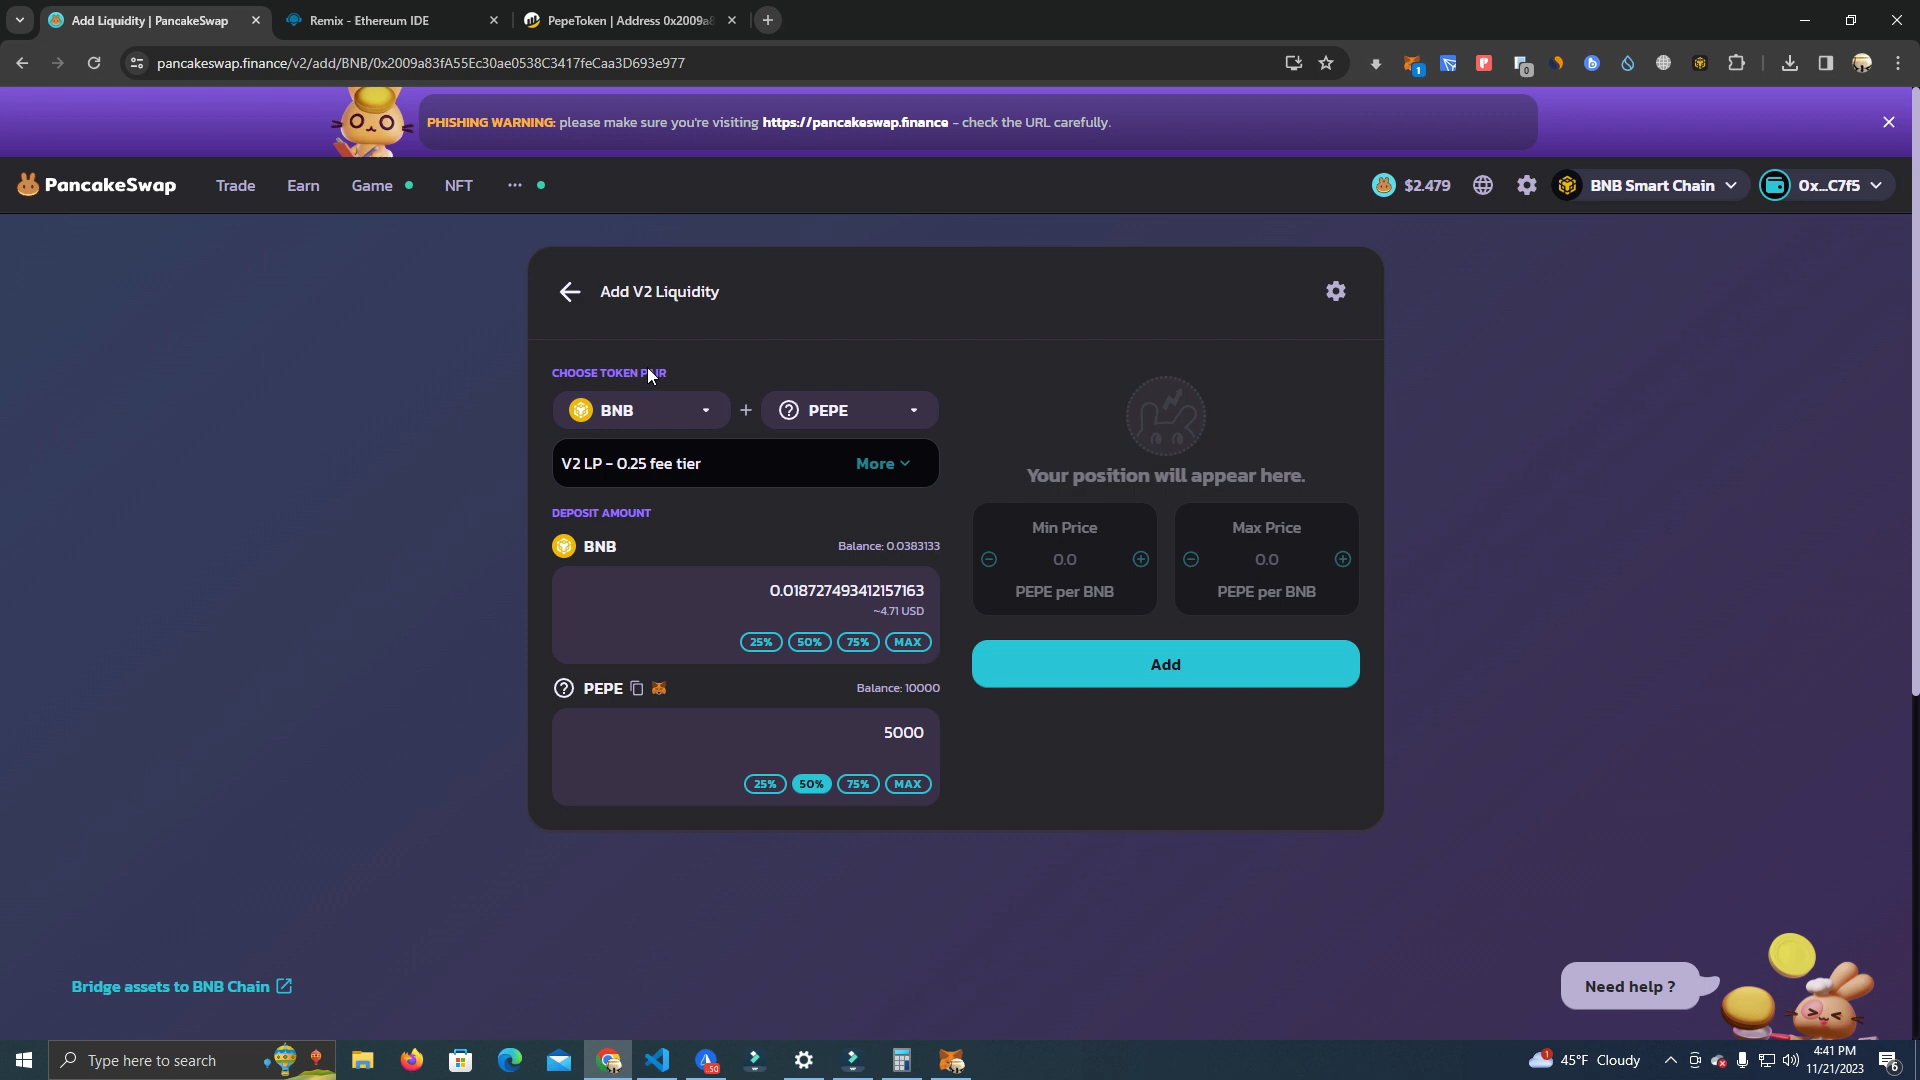 Add Liquidity | PancakeSwap
Remix - Ethereum IDE
PepeToken | Address 0x2009a8
pancakeswap.finance/v2/add/BNB/0x2009a83fA55Ec30ae0538C3417feCaa3D693e977
1
0
PHISHING WARNING: please make sure you're visiting https://pancakeswap.finance - check the URL carefully.
PancakeSwap
Trade
Earn
Game
NFT
$2.479
BNB Smart Chain
0x...C7f5
Add V2 Liquidity
CHOOSE TOKEN PAIR
BNB + PEPE
V2 LP - 0.25 fee tier
More
DEPOSIT AMOUNT
BNB
Balance: 0.0383133
0.018727493412157163
~4.71 USD
25% 50% 75% MAX
PEPE
Balance: 10000
5000
25% 50% 75% MAX
Your position will appear here.
Min Price
0.0
PEPE per BNB
Max Price
0.0
PEPE per BNB
Add
Bridge assets to BNB Chain
Need help ?
Type here to search
50
1
45°F Cloudy
4:41 PM
11/21/2023
6